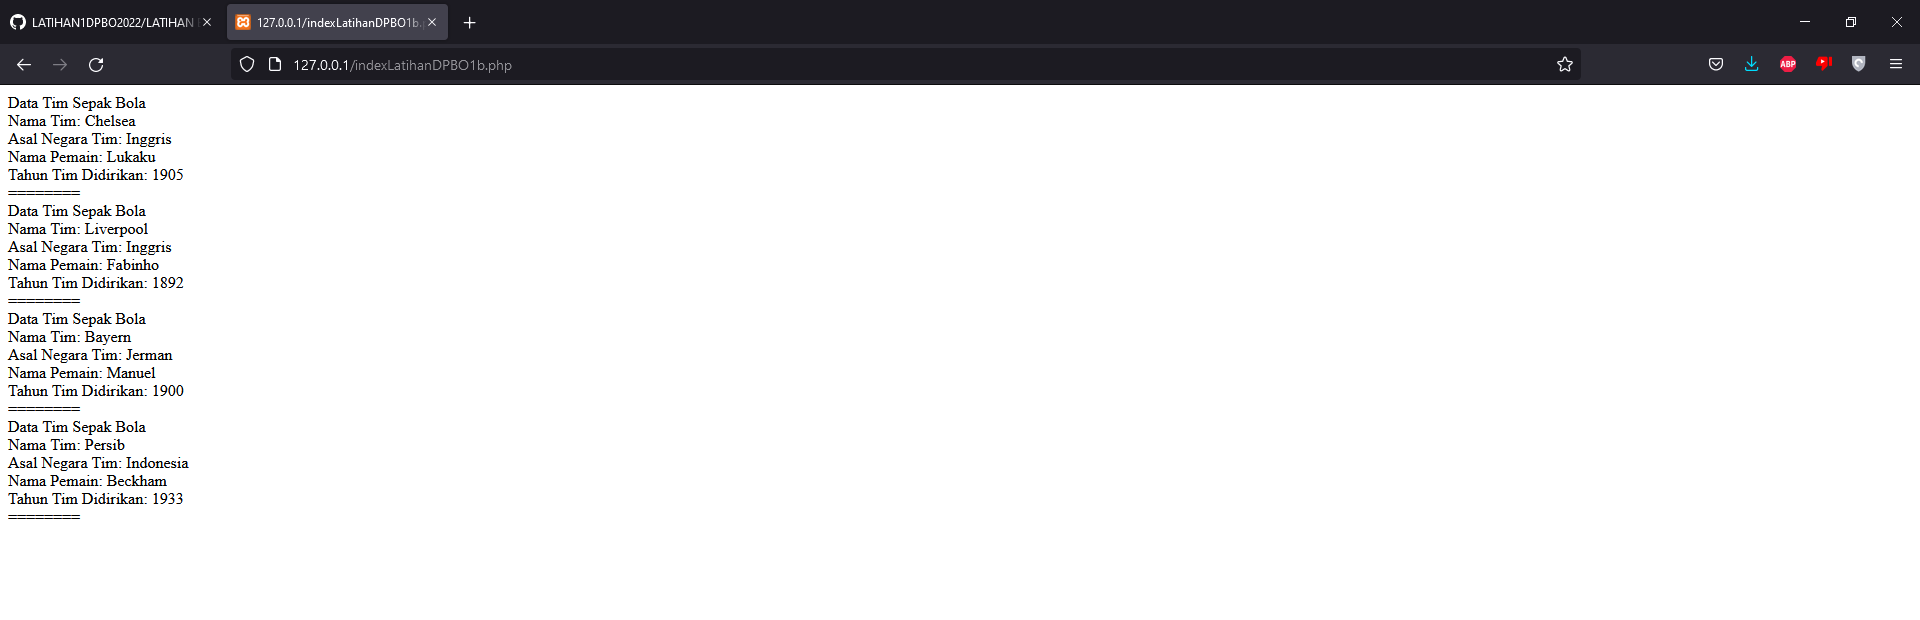 LATIHAN1DPBO2022/LATIHAN
127.0.0.1/indexLatihanDPBO1b.
127.0.0.1/indexLatihanDPBO1b.php
ABP
Data Tim Sepak Bola
Nama Tim: Chelsea
Asal Negara Tim: Inggris
Nama Pemain: Lukaku
Tahun Tim Didirikan: 1905
========
Data Tim Sepak Bola
Nama Tim: Liverpool
Asal Negara Tim: Inggris
Nama Pemain: Fabinho
Tahun Tim Didirikan: 1892
========
Data Tim Sepak Bola
Nama Tim: Bayern
Asal Negara Tim: Jerman
Nama Pemain: Manuel
Tahun Tim Didirikan: 1900
========
Data Tim Sepak Bola
Nama Tim: Persib
Asal Negara Tim: Indonesia
Nama Pemain: Beckham
Tahun Tim Didirikan: 1933
========